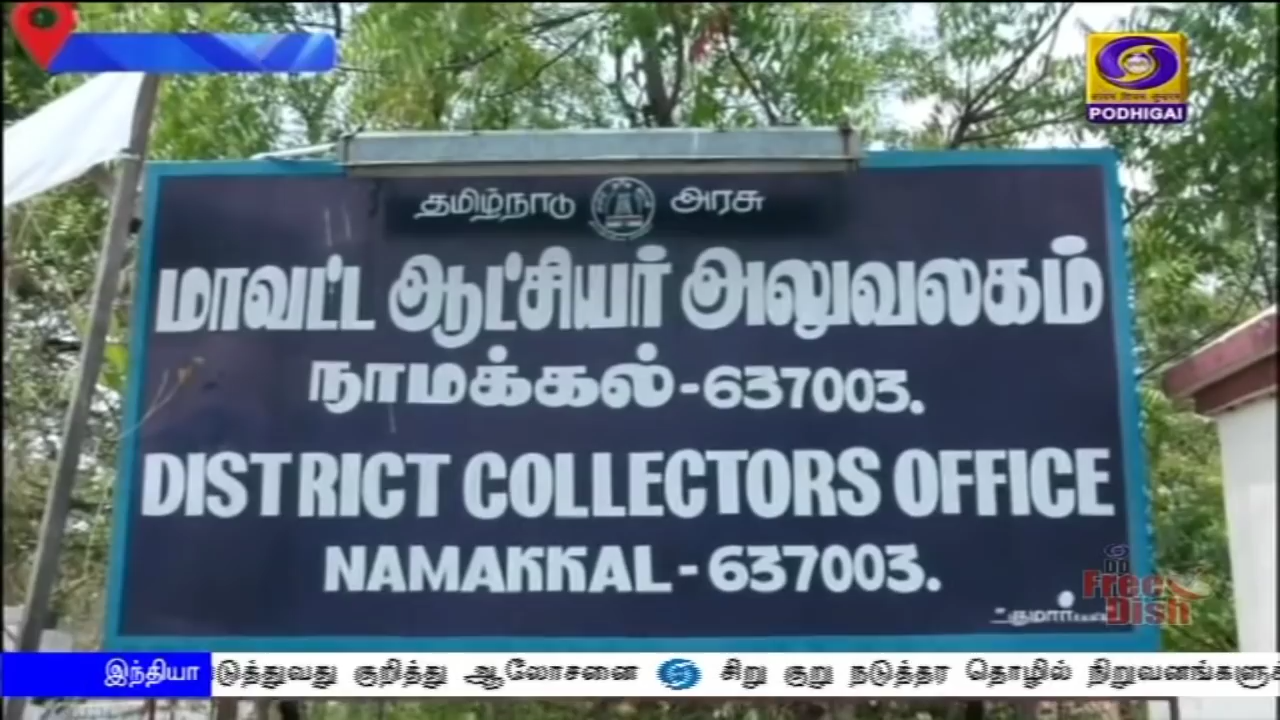 PODHIGAI
தமிழ்நாடு அரசு
மாவட்ட ஆட்சியர் அலுவலகம்
நாமக்கல்-637003.
DISTRICT COLLECTORS OFFICE
NAMAKKAL-637003.
DD
Free
Dish
குமார்
இந்தியா டுத்துவது குறித்து ஆலோசனை சிறு குறு நடுத்தர தொழில் நிறுவனங்களுக்